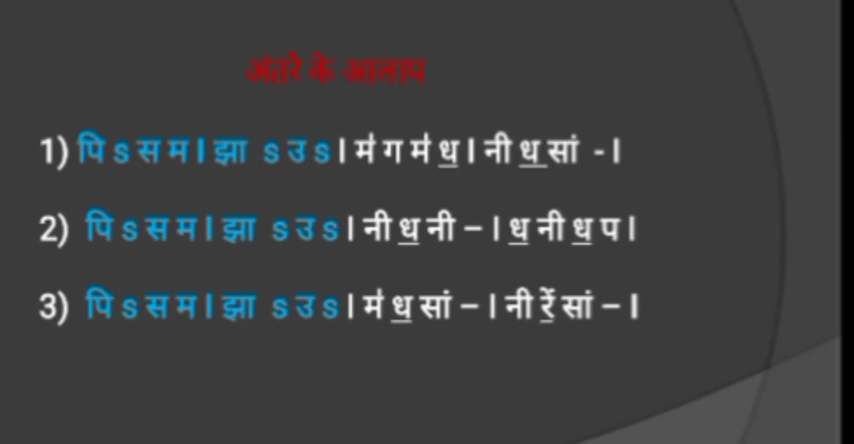 अंतरे के आलाप
1) पि s स म । झा s उ s । मं ग मं ध॒ । नी ध॒ सां - ।
2) पि s स म । झा s उ s । नी ध॒ नी – । ध॒ नी ध॒ प ।
3) पि s स म । झा s उ s । मं ध॒ सां – । नी रें॒ सां – ।